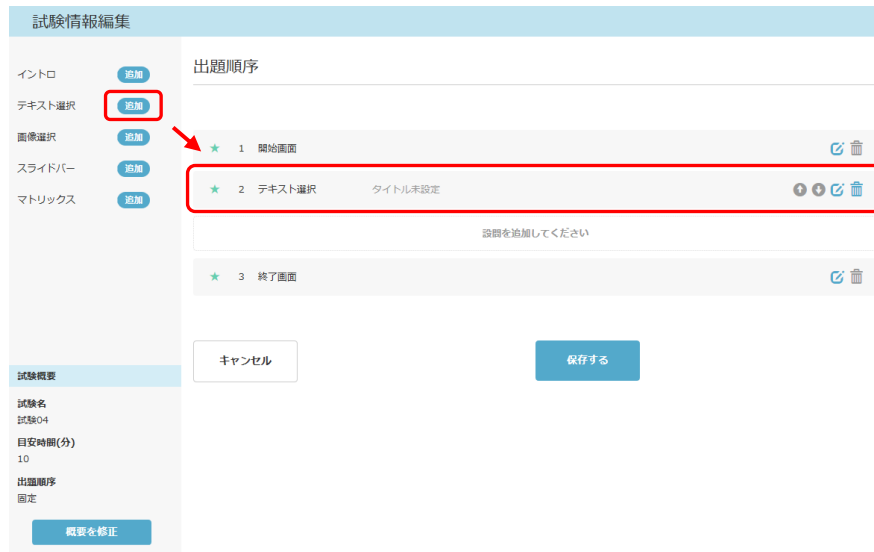 試験情報編集
イントロ 追加
テキスト選択 追加
画像選択 追加
スライドバー 追加
マトリックス 追加
試験概要
試験名
試験04
目安時間(分)
10
出題順序
固定
概要を修正
出題順序
★ 1 開始画面
★ 2 テキスト選択 タイトル未設定
設問を追加してください
★ 3 終了画面
キャンセル 保存する